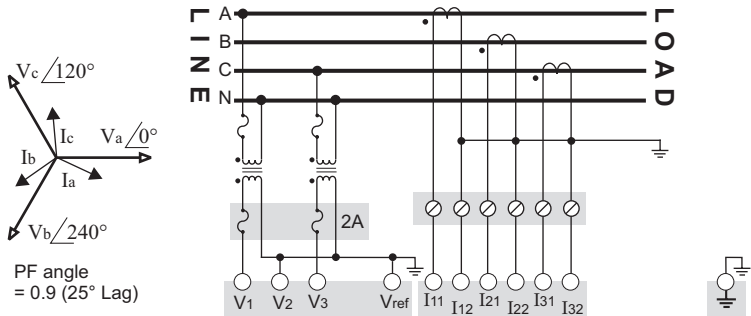 LINE
A
B
C
N
LOAD
Vc∠120°
Va∠0°
Vb∠240°
Ic
Ib
Ia
PF angle
= 0.9 (25° Lag)
2A
V1 V2 V3 Vref I11 I12 I21 I22 I31 I32